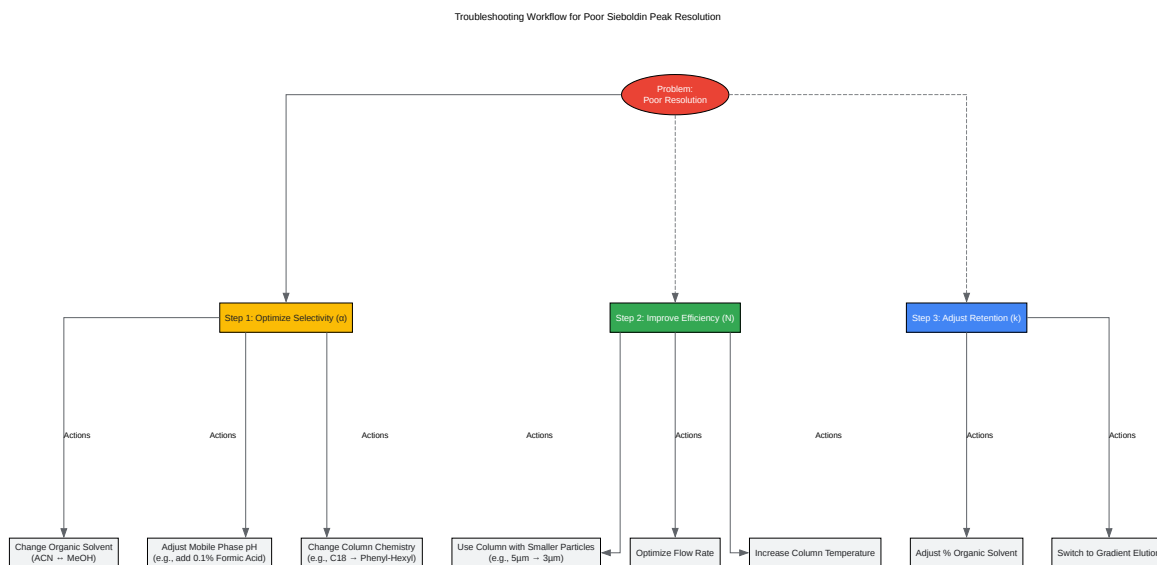 Troubleshooting Workflow for Poor Sieboldin Peak Resolution
Problem:
Poor Resolution
Step 1: Optimize Selectivity (α)
Step 2: Improve Efficiency (N)
Step 3: Adjust Retention (k)
Actions
Actions
Actions
Actions
Actions
Actions
Actions
Actions
Change Organic Solvent
(ACN ↔ MeOH)
Adjust Mobile Phase pH
(e.g., add 0.1% Formic Acid)
Change Column Chemistry
(e.g., C18 → Phenyl-Hexyl)
Use Column with Smaller Particles
(e.g., 5µm → 3µm)
Optimize Flow Rate
Increase Column Temperature
Adjust % Organic Solvent
Switch to Gradient Elution